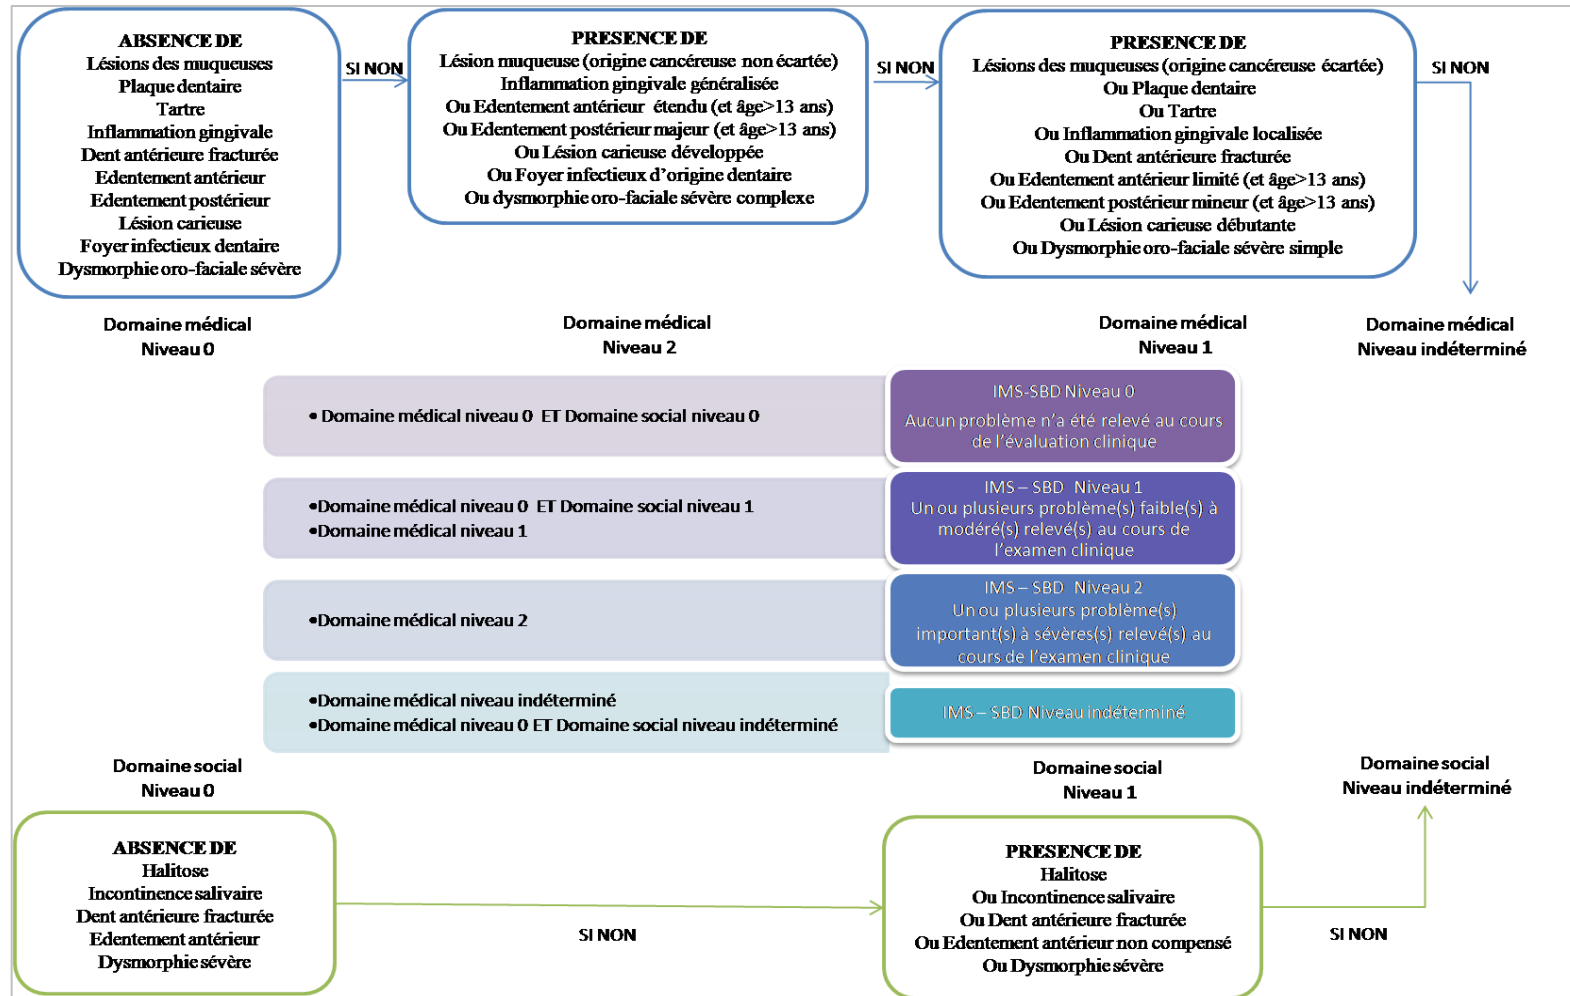 ABSENCE DE
Lésions des muqueuses
Plaque dentaire
Tartre
Inflammation gingivale
Dent antérieure fracturée
Edentement antérieur
Edentement postérieur
Lésion carieuse
Foyer infectieux dentaire
Dysmorphie oro-faciale sévère
SI NON
PRESENCE DE
Lésion muqueuse (origine cancéreuse non écartée)
Inflammation gingivale généralisée
Ou Edentement antérieur étendu (et âge>13 ans)
Ou Edentement postérieur majeur (et âge>13 ans)
Ou Lésion carieuse développée
Ou Foyer infectieux d'origine dentaire
Ou dysmorphie oro-faciale sévère complexe
SI NON
PRESENCE DE
Lésions des muqueuses (origine cancéreuse écartée)
Ou Plaque dentaire
Ou Tartre
Ou Inflammation gingivale localisée
Ou Dent antérieure fracturée
Ou Edentement antérieur limité (et âge>13 ans)
Ou Edentement postérieur mineur (et âge>13 ans)
Ou Lésion carieuse débutante
Ou Dysmorphie oro-faciale sévère simple
SI NON
Domaine médical
Niveau 0
Domaine médical
Niveau 2
Domaine médical
Niveau 1
Domaine médical
Niveau indéterminé
• Domaine médical niveau 0 ET Domaine social niveau 0
IMS-SBD Niveau 0
Aucun problème n'a été relevé au cours
de l'évaluation clinique
•Domaine médical niveau 0 ET Domaine social niveau 1
•Domaine médical niveau 1
IMS – SBD Niveau 1
Un ou plusieurs problème(s) faible(s) à
modéré(s) relevé(s) au cours de
l'examen clinique
•Domaine médical niveau 2
IMS – SBD Niveau 2
Un ou plusieurs problème(s)
important(s) à sévères(s) relevé(s) au
cours de l'examen clinique
•Domaine médical niveau indéterminé
•Domaine médical niveau 0 ET Domaine social niveau indéterminé
IMS – SBD Niveau indéterminé
Domaine social
Niveau 0
Domaine social
Niveau 1
Domaine social
Niveau indéterminé
ABSENCE DE
Halitose
Incontinence salivaire
Dent antérieure fracturée
Edentement antérieur
Dysmorphie sévère
SI NON
PRESENCE DE
Halitose
Ou Incontinence salivaire
Ou Dent antérieure fracturée
Ou Edentement antérieur non compensé
Ou Dysmorphie sévère
SI NON